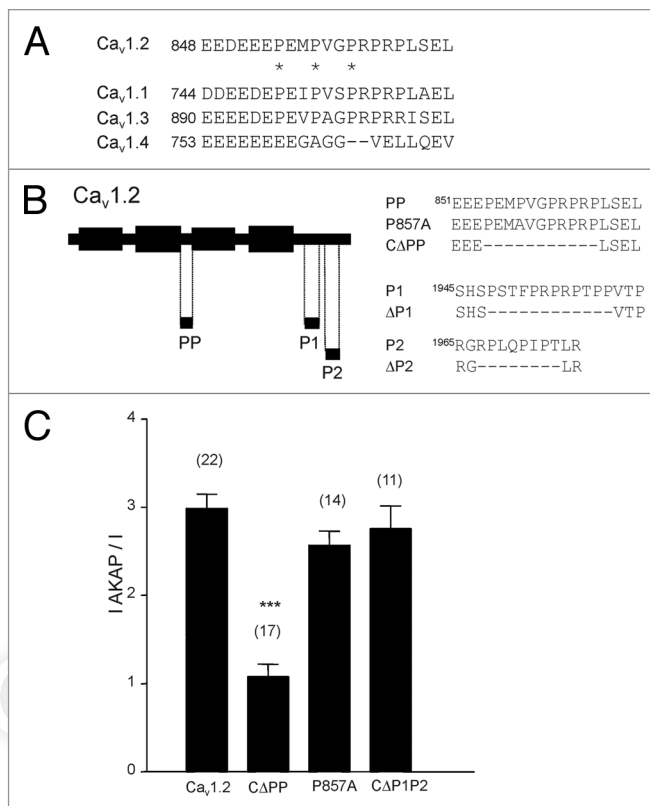 A
Caᵥ1.2 848 EEDEEEPEMPVGPRPRPLSEL
* * *
Caᵥ1.1 744 DDEEDEPEIPVSPRPRPLAEL
Caᵥ1.3 890 EEEEDEPEVPAGPRPRRISEL
Caᵥ1.4 753 EEEEEEEEGAGG--VELLQEV
B
Caᵥ1.2
PP
P1
P2
PP ⁸⁵¹EEEPEMPVGPRPRPLSEL
P857A EEEPEMAVGPRPRPLSEL
CΔPP EEE-----------LSEL
P1 ¹⁹⁴⁵SHSPSTFPRPRPTPPVTP
ΔP1 SHS------------VTP
P2 ¹⁹⁶⁵RGRPLQPIPTLR
ΔP2 RG--------LR
C
I AKAP / I
4
3
2
1
0
(22)
***
(17)
(14)
(11)
Caᵥ1.2 CΔPP P857A CΔP1P2